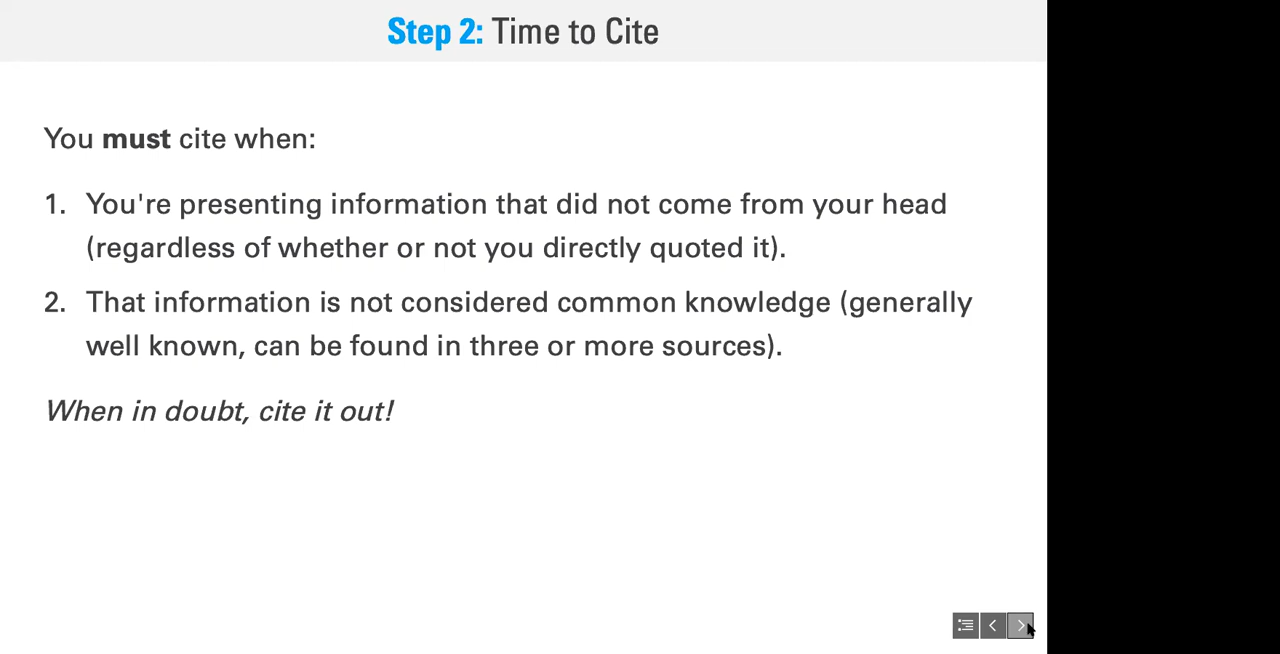 Step 2: Time to Cite
You must cite when:
1. You're presenting information that did not come from your head
(regardless of whether or not you directly quoted it).
2. That information is not considered common knowledge (generally
well known, can be found in three or more sources).
When in doubt, cite it out!